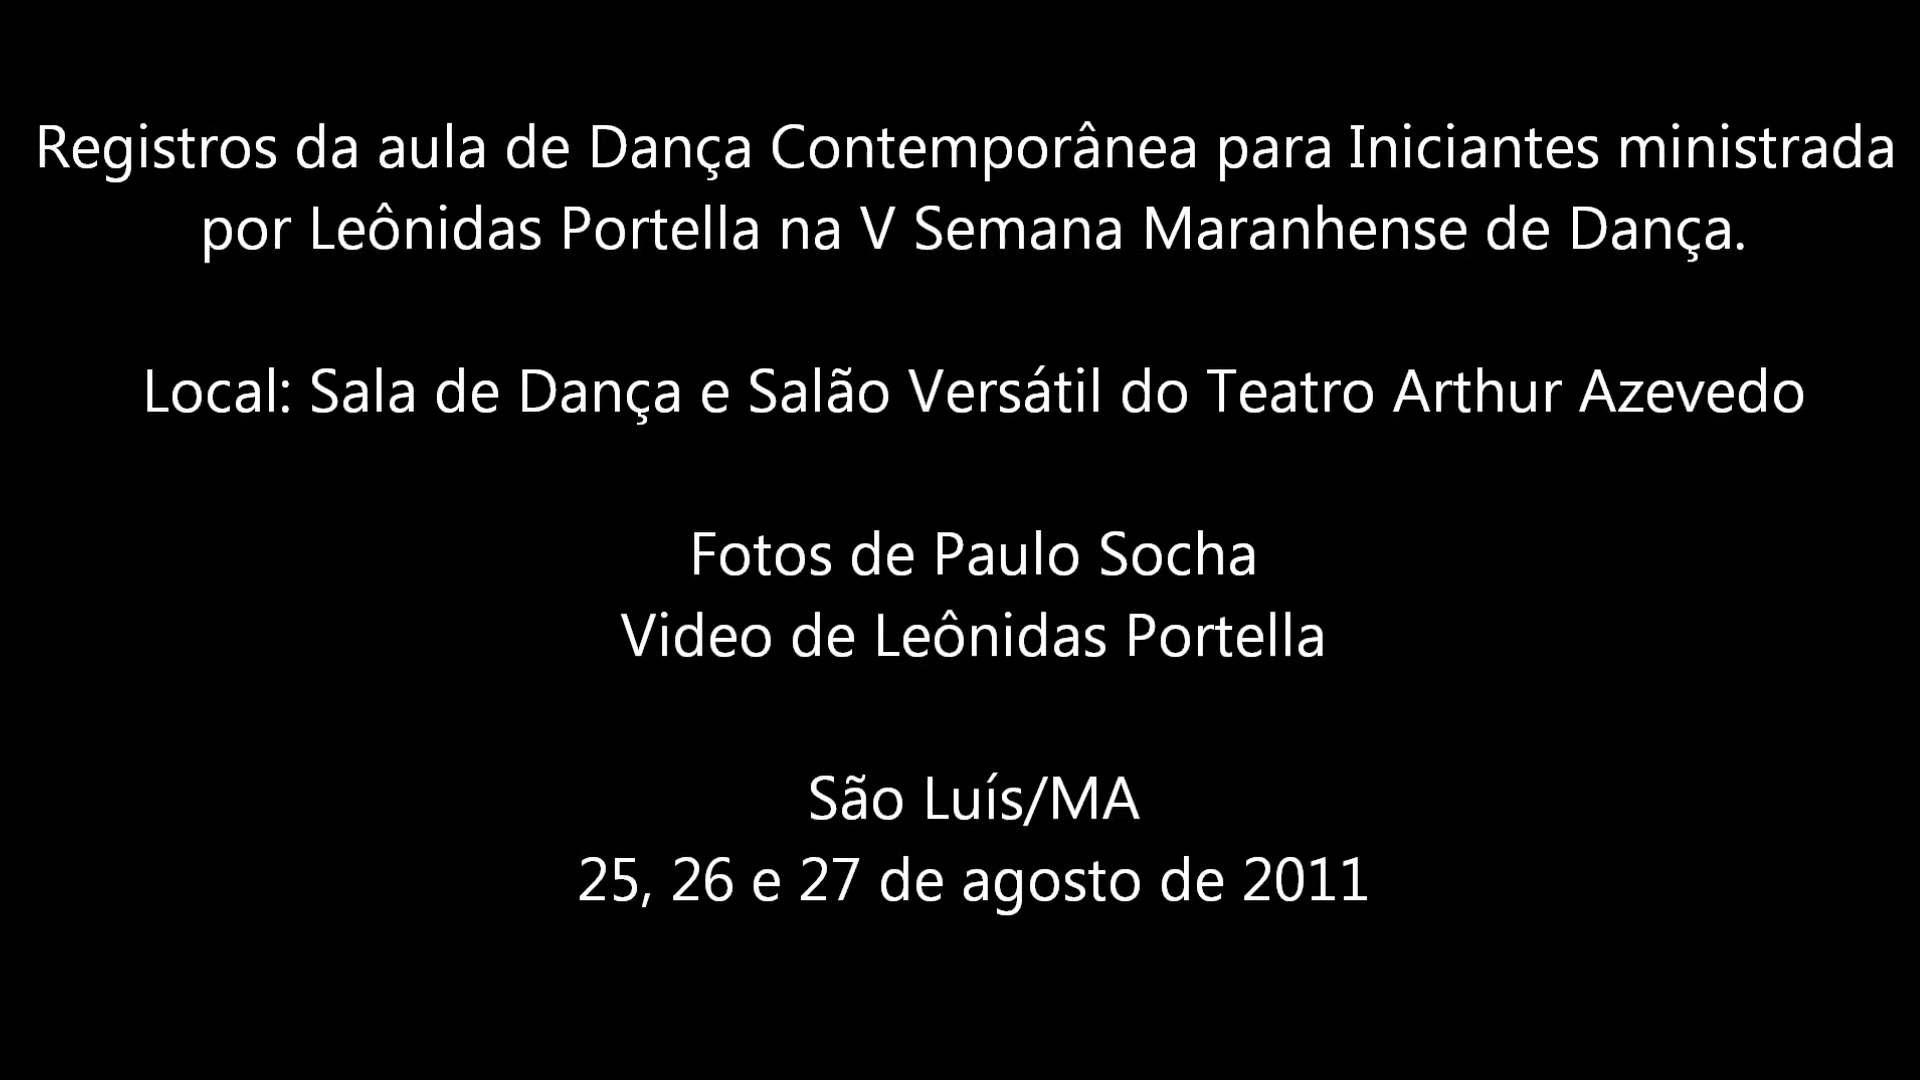 Registros da aula de Dança Contemporânea para Iniciantes ministrada
por Leônidas Portella na V Semana Maranhense de Dança.
Local: Sala de Dança e Salão Versátil do Teatro Arthur Azevedo
Fotos de Paulo Socha
Video de Leônidas Portella
São Luís/MA
25, 26 e 27 de agosto de 2011